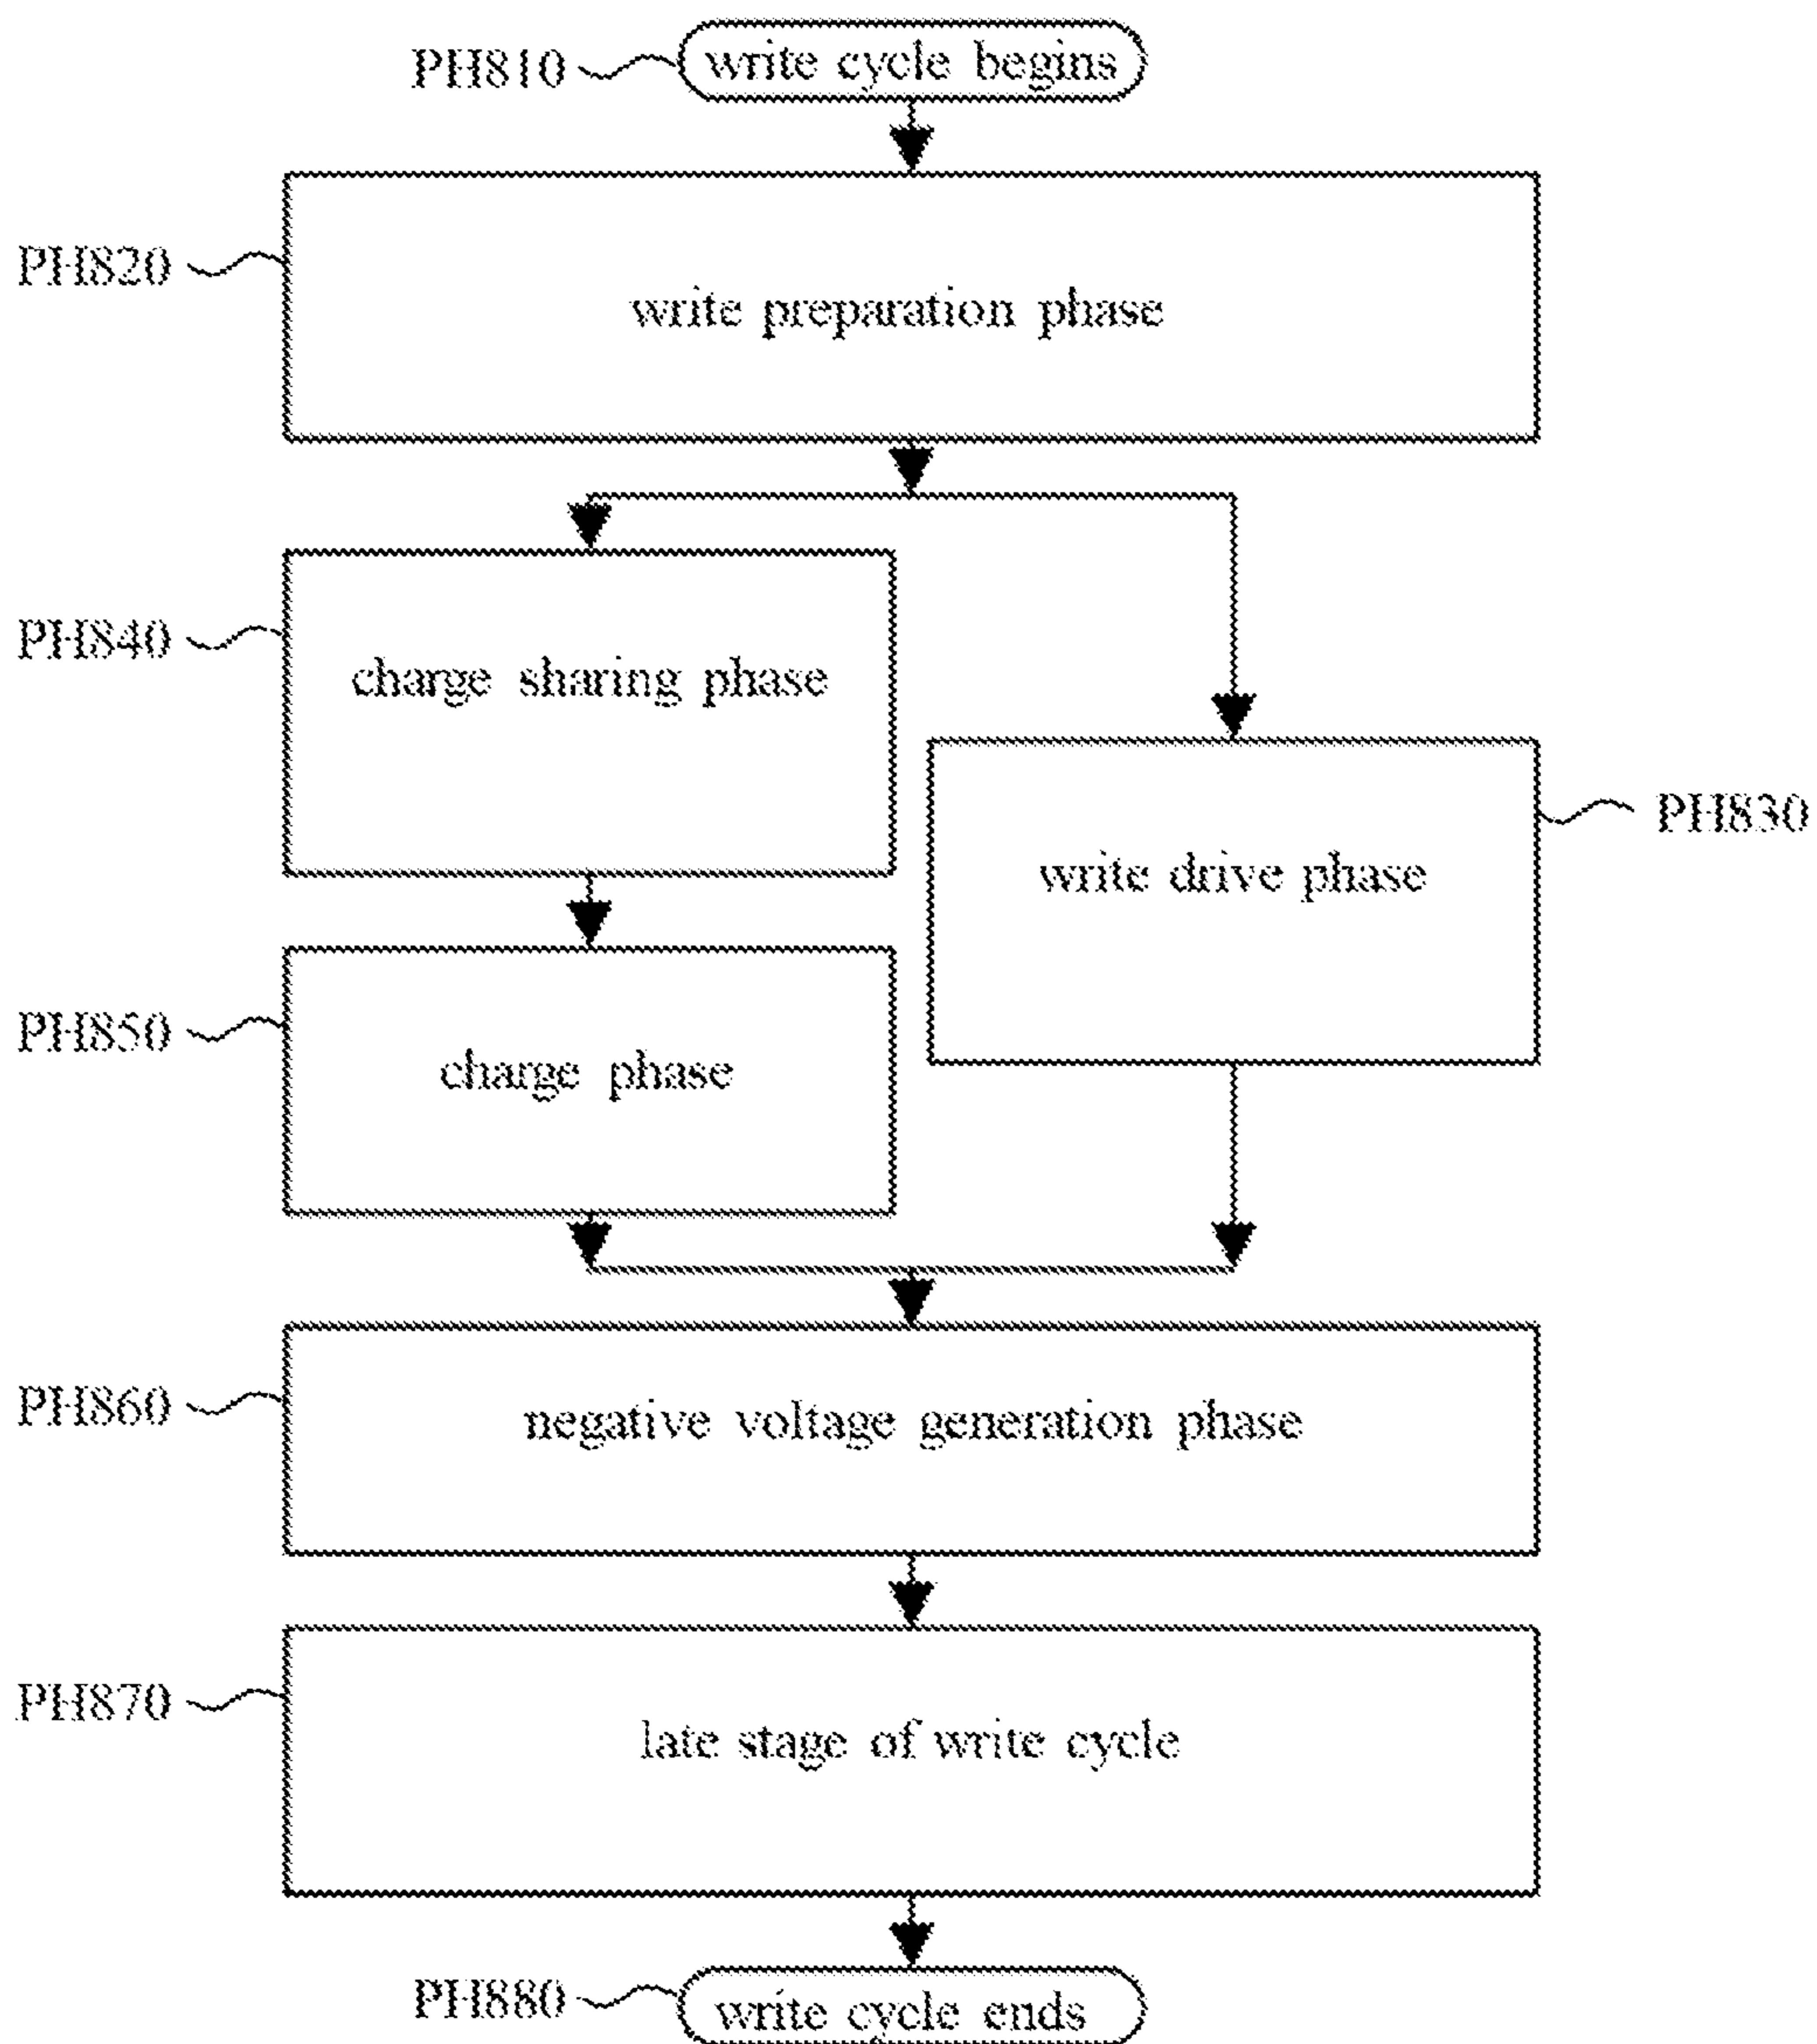 PH810 write cycle begins
PH820
write preparation phase
PH840
charge sharing phase
PH830
write drive phase
PH850
charge phase
PH860
negative voltage generation phase
PH870
late stage of write cycle
PH880 write cycle ends